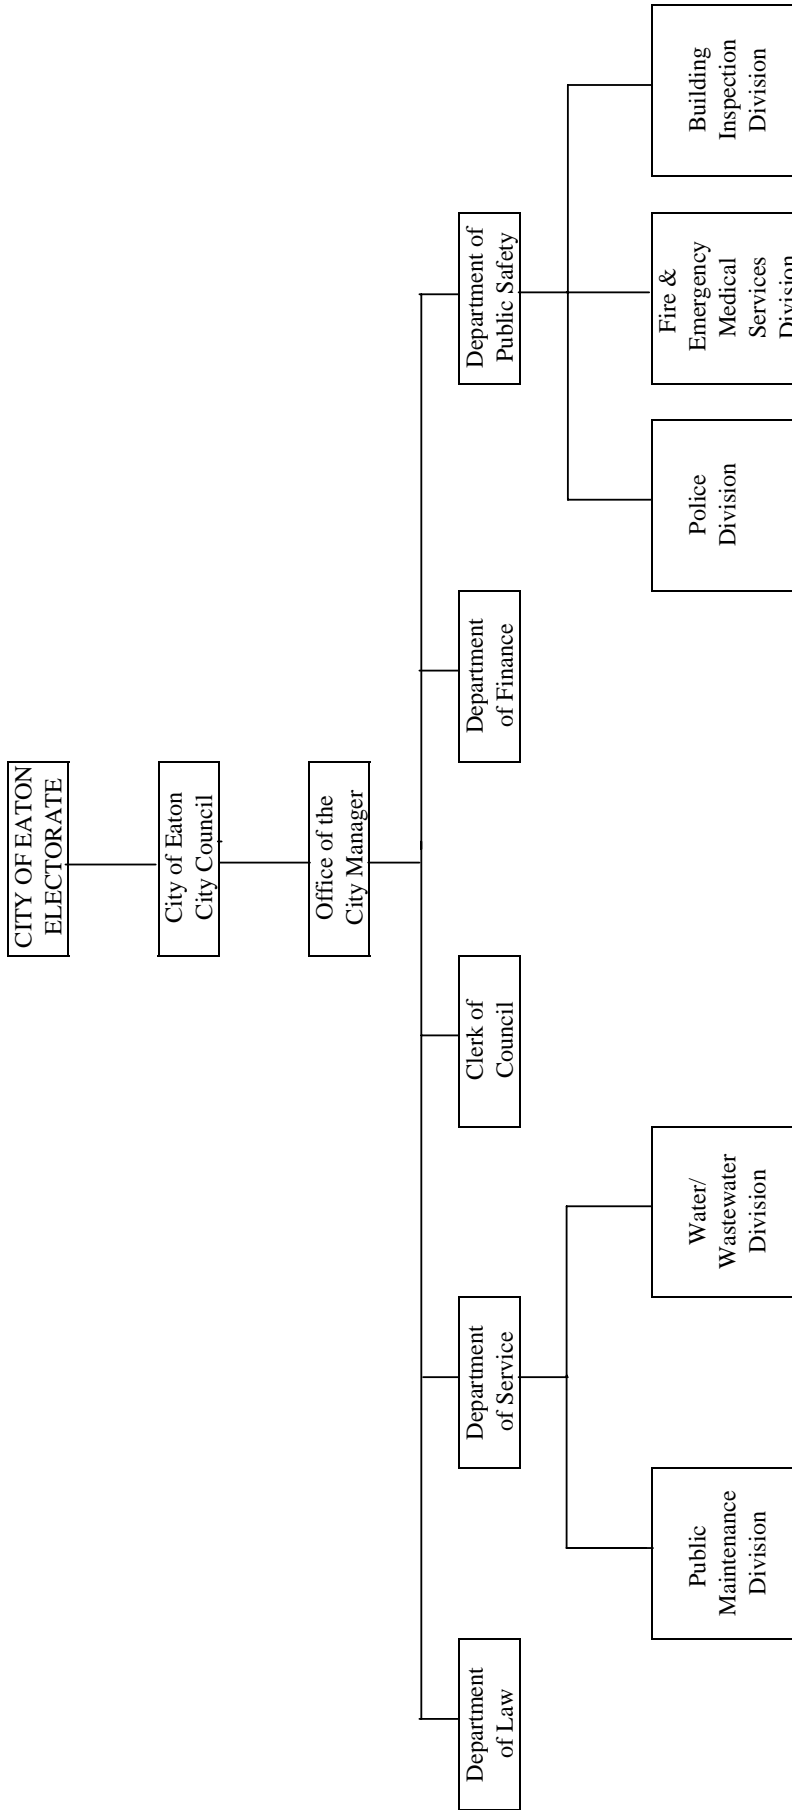 CITY OF EATON
ELECTORATE
City of Eaton
City Council
Office of the
City Manager
Department
of Law
Department
of Service
Clerk of
Council
Department
of Finance
Department of
Public Safety
Public
Maintenance
Division
Water/
Wastewater
Division
Police
Division
Fire &
Emergency
Medical
Services
Division
Building
Inspection
Division